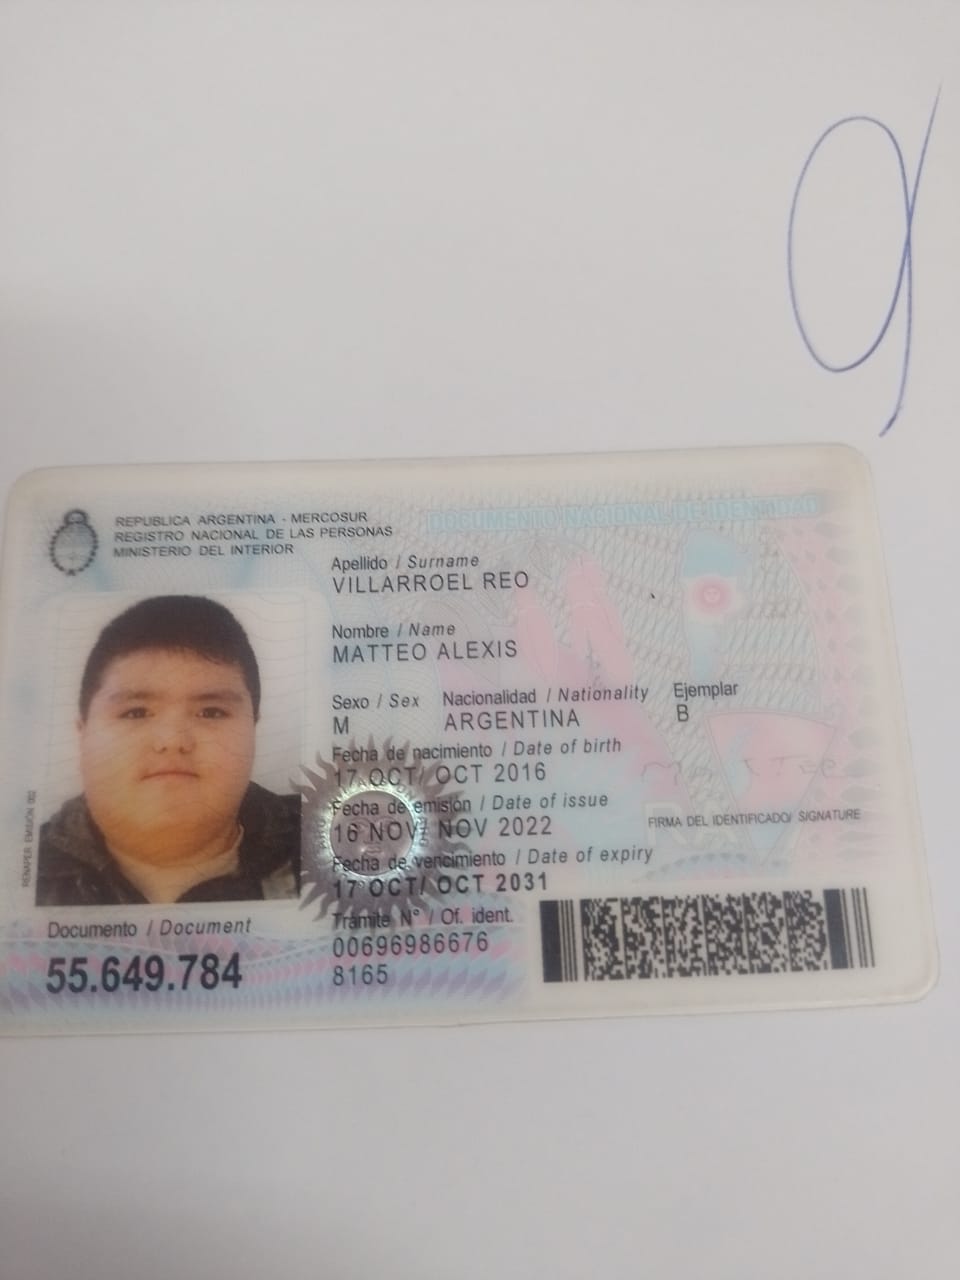 REPUBLICA ARGENTINA - MERCOSUR
REGISTRO NACIONAL DE LAS PERSONAS
MINISTERIO DEL INTERIOR
DOCUMENTO NACIONAL DE IDENTIDAD
Apellido / Surname
VILLARROEL REO
Nombre / Name
MATTEO ALEXIS
Sexo / Sex Nacionalidad / Nationality Ejemplar
M ARGENTINA B
Fecha de nacimiento / Date of birth
17 OCT/ OCT 2016
Fecha de emisión / Date of issue
16 NOV/ NOV 2022
FIRMA DEL IDENTIFICADO/ SIGNATURE
Fecha de vencimiento / Date of expiry
17 OCT/ OCT 2031
Documento / Document
55.649.784
Trámite N° / Of. ident.
00696986676
8165